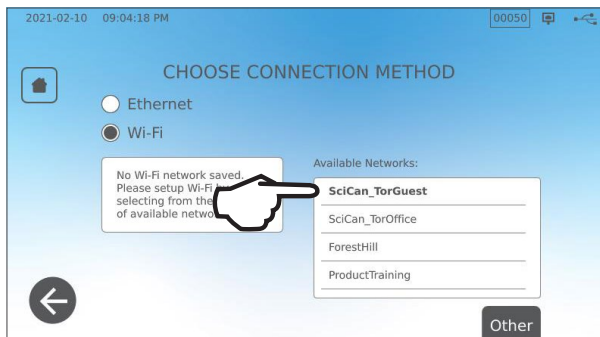 2021-02-10 09:04:18 PM 00050
CHOOSE CONNECTION METHOD
Ethernet
Wi-Fi
No Wi-Fi network saved.
Please setup Wi-Fi
selecting from the
of available
Available Networks:
SciCan_TorGuest
SciCan_TorOffice
ForestHill
ProductTraining
Other